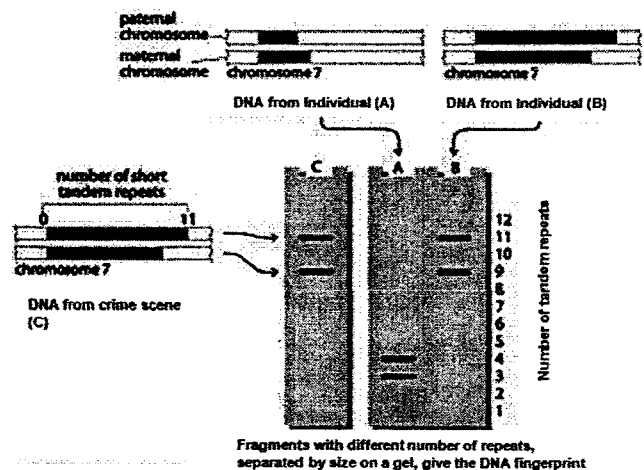 paternal
chromosome
maternal
chromosome
chromosome 7
chromosome 7
DNA from individual (A)
DNA from individual (B)
number of short
tandem repeats
0 11
chromosome 7
DNA from crime scene
(C)
C
A
B
12
11
10
9
8
7
6
5
4
3
2
1
Number of tandem repeats
Fragments with different number of repeats,
separated by size on a gel, give the DNA fingerprint